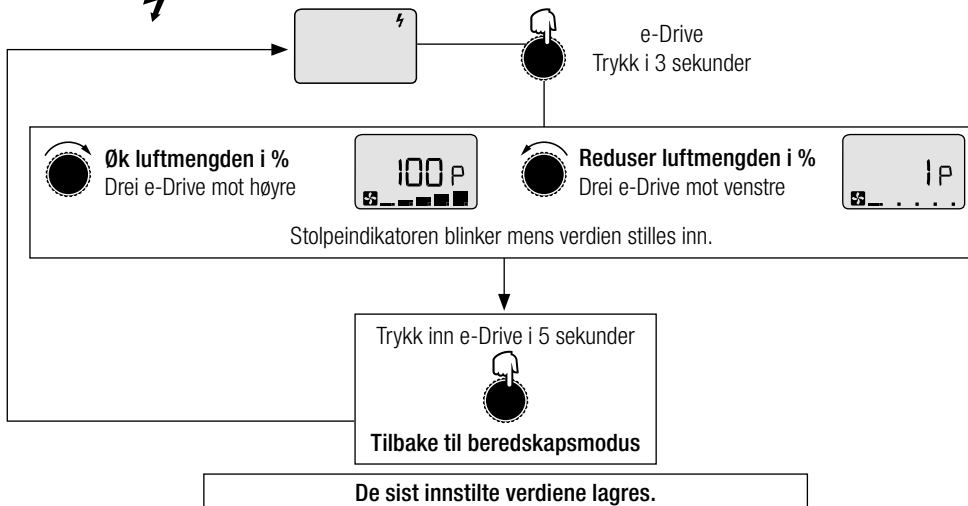 e-Drive
Trykk i 3 sekunder
Øk luftmengden i %
Drei e-Drive mot høyre
100 P
Reduser luftmengden i %
Drei e-Drive mot venstre
1 P
Stolpeindikatoren blinker mens verdien stilles inn.
Trykk inn e-Drive i 5 sekunder
Tilbake til beredskapsmodus
De sist innstilte verdiene lagres.